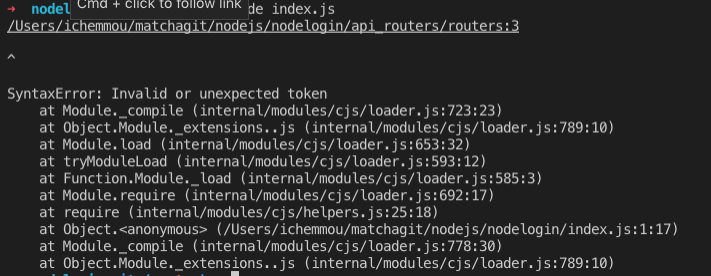 Cmd + click to follow link
➜ nodel de index.js
/Users/ichemmou/matchagit/nodejs/nodelogin/api_routers/routers:3
^
SyntaxError: Invalid or unexpected token
at Module._compile (internal/modules/cjs/loader.js:723:23)
at Object.Module._extensions..js (internal/modules/cjs/loader.js:789:10)
at Module.load (internal/modules/cjs/loader.js:653:32)
at tryModuleLoad (internal/modules/cjs/loader.js:593:12)
at Function.Module._load (internal/modules/cjs/loader.js:585:3)
at Module.require (internal/modules/cjs/loader.js:692:17)
at require (internal/modules/cjs/helpers.js:25:18)
at Object.<anonymous> (/Users/ichemmou/matchagit/nodejs/nodelogin/index.js:1:17)
at Module._compile (internal/modules/cjs/loader.js:778:30)
at Object.Module._extensions..js (internal/modules/cjs/loader.js:789:10)